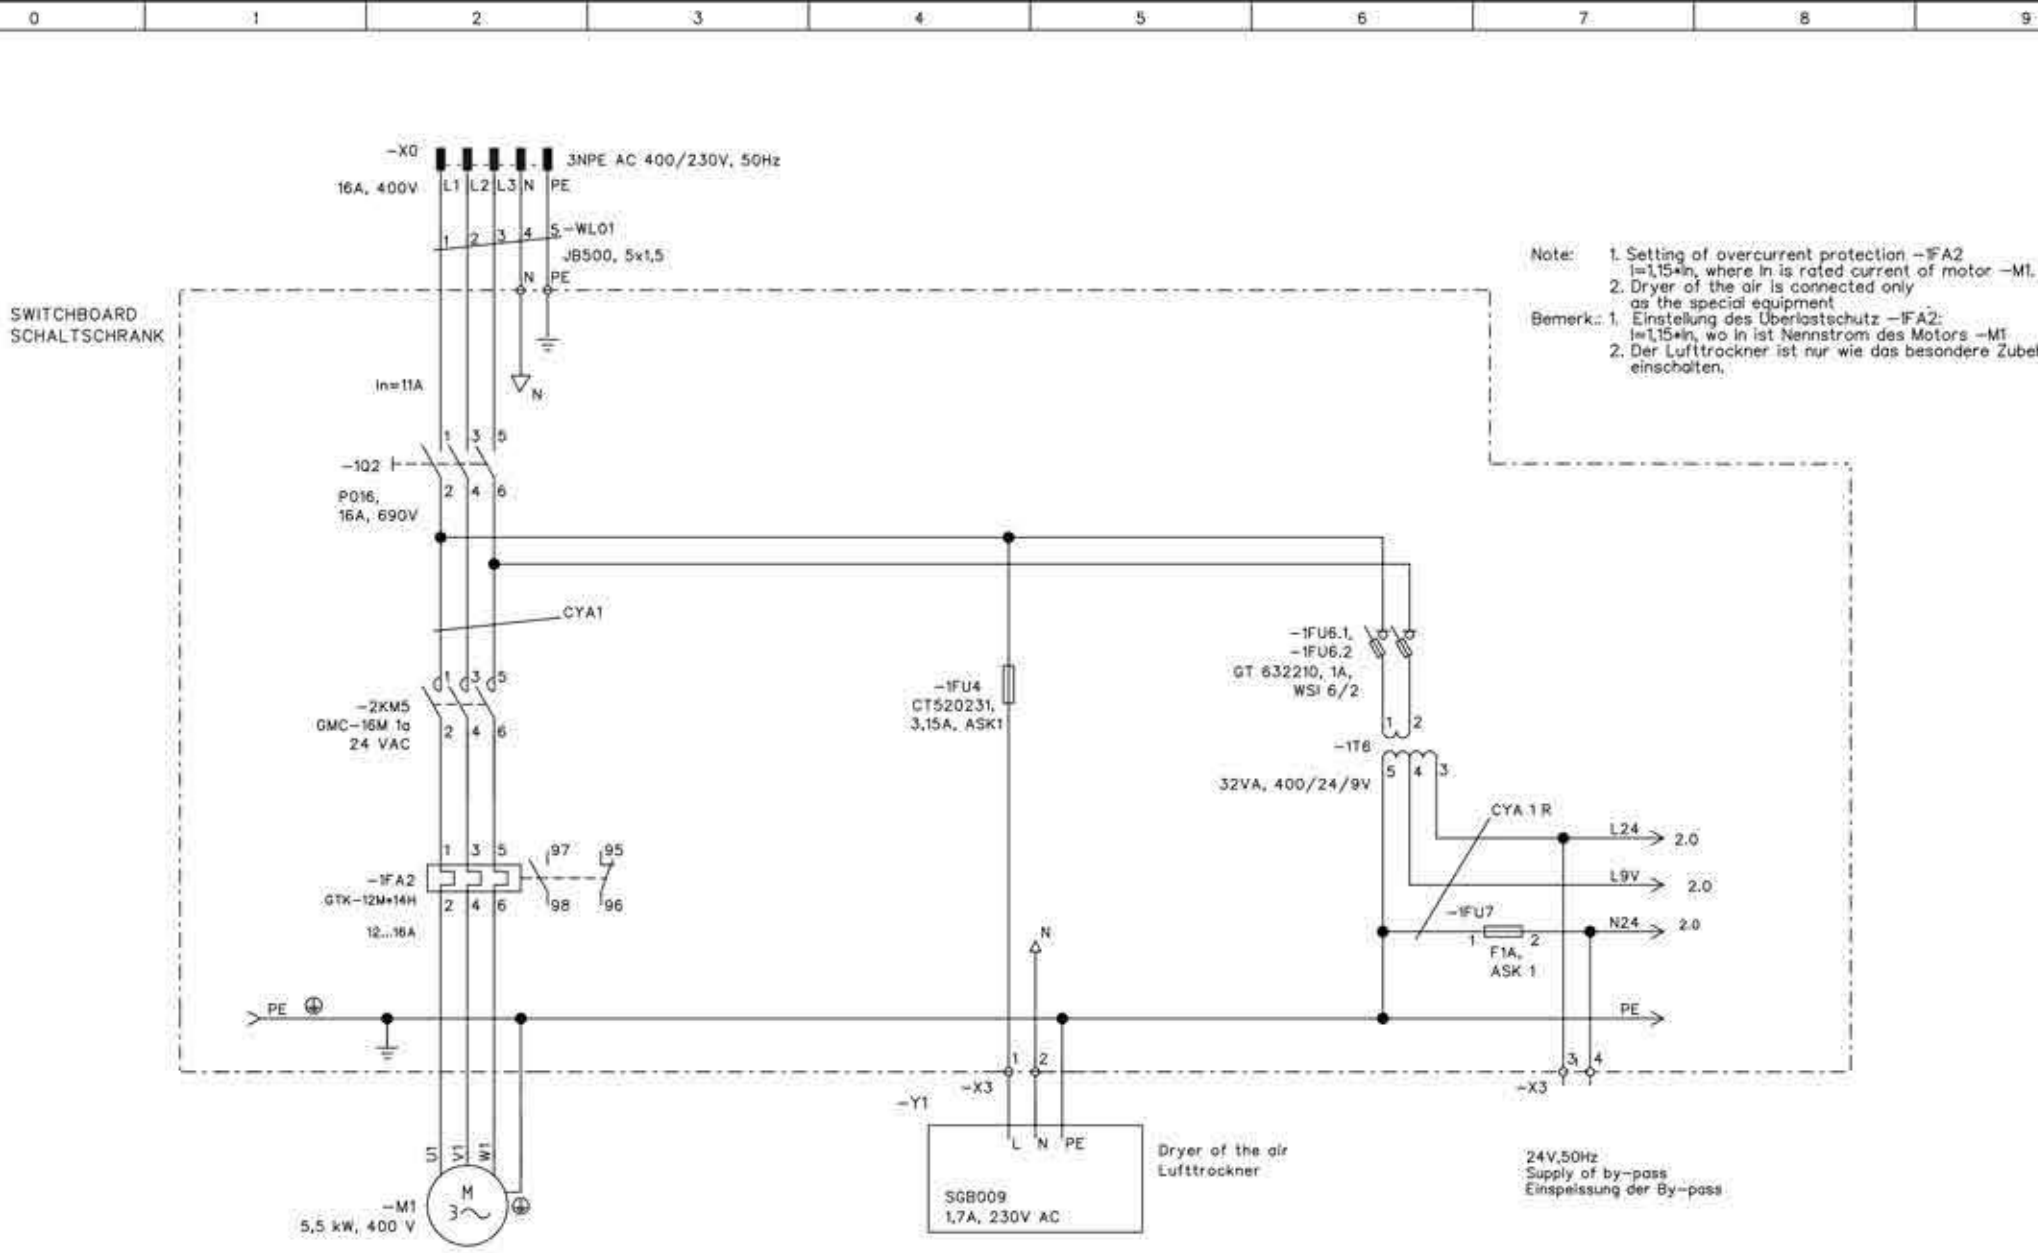 0 1 2 3 4 5 6 7 8 9
-X0
3NPE AC 400/230V, 50Hz
16A, 400V
L1 L2 L3 N PE
1 2 3 4 5 -WL01
JB500, 5x1,5
N PE
Note: 1. Setting of overcurrent protection -1FA2
I=1,15*In, where In is rated current of motor -M1.
2. Dryer of the air is connected only
as the special equipment
Bemerk.: 1. Einstellung des Uberlastschutz -1FA2:
I=1,15*In, wo In ist Nennstrom des Motors -M1
2. Der Lufttrockner ist nur wie das besondere
einschalten.
SWITCHBOARD
SCHALTSCHRANK
In=11A
N
1 3 5
-1Q2
2 4 6
P016,
16A, 690V
CYA1
1 3 5
-2KM5
GMC-16M 1a
24 VAC
2 4 6
-1FU4
CT520231,
3,15A, ASK1
-1FU6.1,
-1FU6.2
GT 632210, 1A,
WSI 6/2
1 2
-1T6
5 4 3
32VA, 400/24/9V
CYA 1 R
L24 2.0
L9V 2.0
-1FU7
1 2
N24 2.0
F1A,
ASK 1
1 3 5 97 95
-1FA2
GTK-12M*14H
2 4 6 98 96
12...16A
N
PE
PE
1 2
-X3
3 4
-X3
-Y1
L N PE
Dryer of the air
Lufttrockner
SGB009
1,7A, 230V AC
24V,50Hz
Supply of by-pass
Einspeissung der By-pass
U1 V1 W1
M
3~
-M1
5,5 kW, 400 V